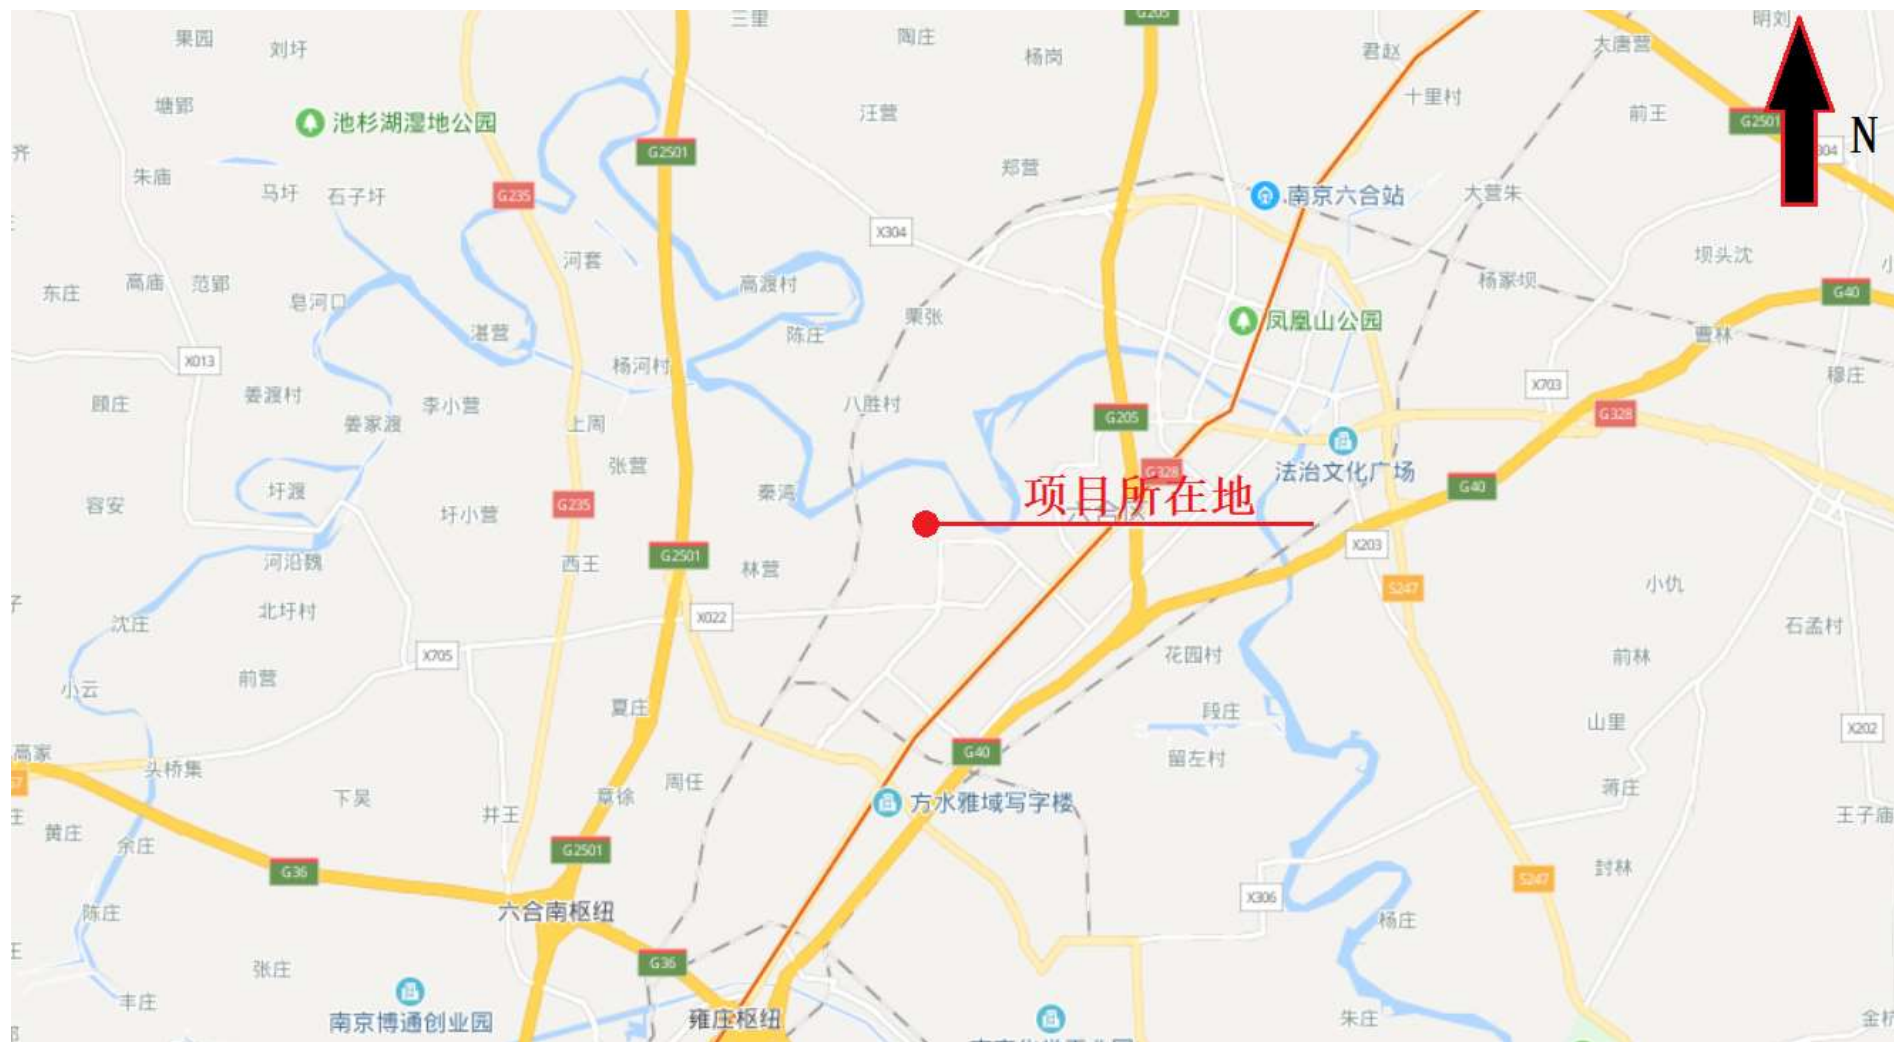 三里
G205
明刘
果园
刘圩
陶庄
杨岗
君赵
大唐营
塘郢
池杉湖湿地公园
汪营
十里村
前王
G2501
N
齐
G2501
304
朱庙
郑营
马圩
石子圩
G235
南京六合站
大营朱
X304
河套
坝头沈
东庄
高庙
范郢
皂河口
高渡村
杨家坝
G40
栗张
凤凰山公园
湛营
陈庄
曹林
X013
杨河村
穆庄
X703
顾庄
姜渡村
李小营
八胜村
G205
G328
姜家渡
上周
张营
G328
法治文化广场
圩渡
秦湾
项目所在地
G40
容安
圩小营
G235
六合区
X203
河沿魏
西王
G2501
林营
小仇
S247
北圩村
沈庄
X022
石孟村
X705
花园村
前林
前营
小云
夏庄
段庄
山里
X202
高家
G40
留左村
头桥集
周任
下吴
章徐
方水雅域写字楼
蒋庄
井王
王子庙
黄庄
余庄
G2501
G36
封林
S247
X306
陈庄
六合南枢纽
杨庄
张庄
G36
丰庄
南京博通创业园
雍庄枢纽
朱庄